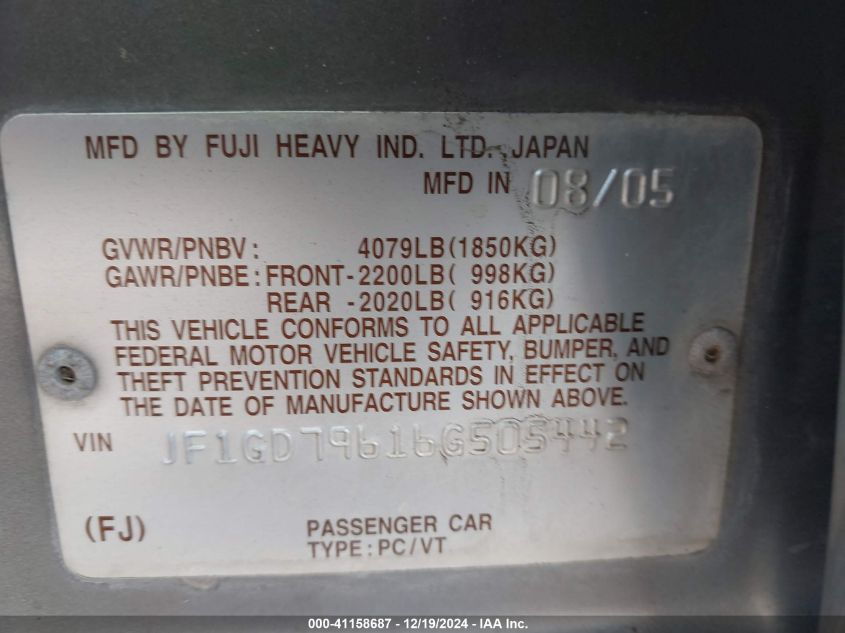 MFD BY FUJI HEAVY IND. LTD. JAPAN
MFD IN 08/05
GVWR/PNBV: 4079LB(1850KG)
GAWR/PNBE: FRONT-2200LB( 998KG)
REAR -2020LB( 916KG)
THIS VEHICLE CONFORMS TO ALL APPLICABLE
FEDERAL MOTOR VEHICLE SAFETY, BUMPER, AND
THEFT PREVENTION STANDARDS IN EFFECT ON
THE DATE OF MANUFACTURE SHOWN ABOVE.
VIN JF1GD79616G505442
(FJ) PASSENGER CAR
TYPE: PC/VT
000-41158687 - 12/19/2024 - IAA Inc.